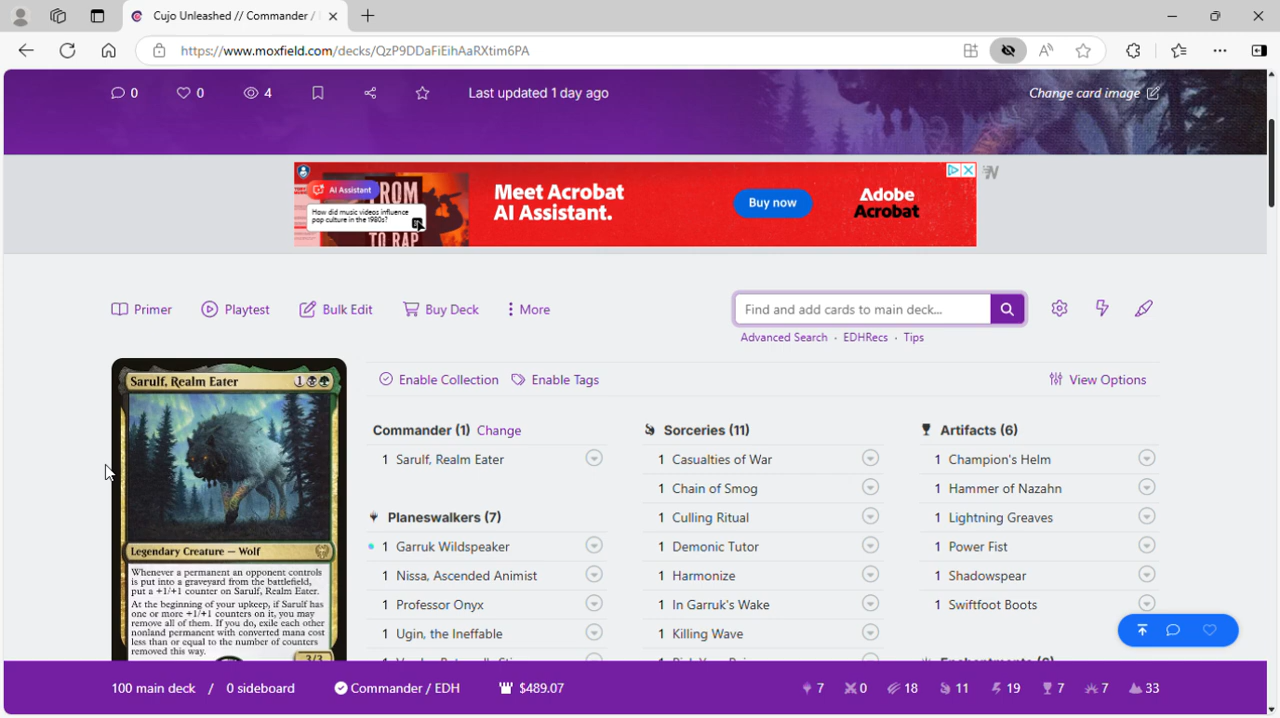 Cujo Unleashed // Commander /
https://www.moxfield.com/decks/QzP9DDaFiEihAaRXtim6PA
0 0 4 Last updated 1 day ago
Change card image
AI Assistant
How did music videos influence
pop culture in the 1980s?
FROM
TO RAP
Meet Acrobat
AI Assistant.
Buy now
Adobe
Acrobat
Primer Playtest Bulk Edit Buy Deck More
Find and add cards to main deck...
Advanced Search · EDHRecs · Tips
Sarulf, Realm Eater 1
Legendary Creature — Wolf
Whenever a permanent an opponent controls
is put into a graveyard from the battlefield,
put a +1/+1 counter on Sarulf, Realm Eater.
At the beginning of your upkeep, if Sarulf has
one or more +1/+1 counters on it, you may
remove all of them. If you do, exile each other
nonland permanent with converted mana cost
less than or equal to the number of counters
removed this way.
3/3
Enable Collection Enable Tags
View Options
Commander (1) Change
1 Sarulf, Realm Eater
Planeswalkers (7)
1 Garruk Wildspeaker
1 Nissa, Ascended Animist
1 Professor Onyx
1 Ugin, the Ineffable
Sorceries (11)
1 Casualties of War
1 Chain of Smog
1 Culling Ritual
1 Demonic Tutor
1 Harmonize
1 In Garruk's Wake
1 Killing Wave
Artifacts (6)
1 Champion's Helm
1 Hammer of Nazahn
1 Lightning Greaves
1 Power Fist
1 Shadowspear
1 Swiftfoot Boots
100 main deck / 0 sideboard Commander / EDH $489.07 7 0 18 11 19 7 7 33